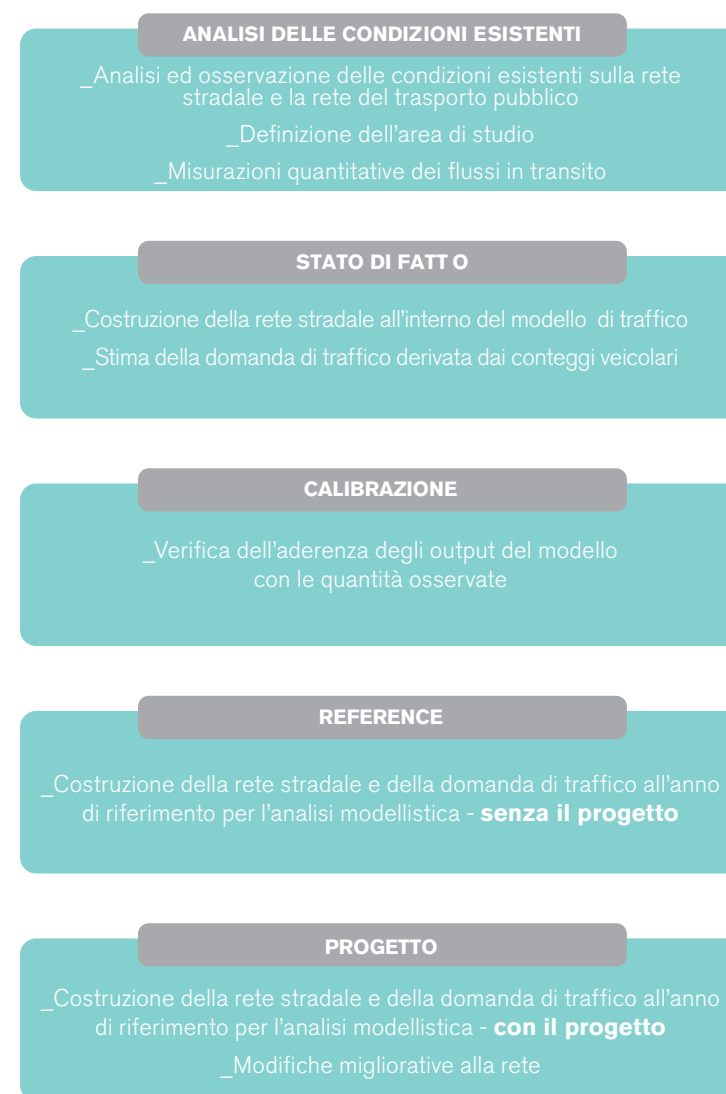 ANALISI DELLE CONDIZIONI ESISTENTI
_Analisi ed osservazione delle condizioni esistenti sulla rete
stradale e la rete del trasporto pubblico
_Definizione dell'area di studio
_Misurazioni quantitative dei flussi in transito
STATO DI FATT O
_Costruzione della rete stradale all'interno del modello di traffico
_Stima della domanda di traffico derivata dai conteggi veicolari
CALIBRAZIONE
_Verifica dell'aderenza degli output del modello
con le quantità osservate
REFERENCE
_Costruzione della rete stradale e della domanda di traffico all'anno
di riferimento per l'analisi modellistica - senza il progetto
PROGETTO
_Costruzione della rete stradale e della domanda di traffico all'anno
di riferimento per l'analisi modellistica - con il progetto
_Modifiche migliorative alla rete